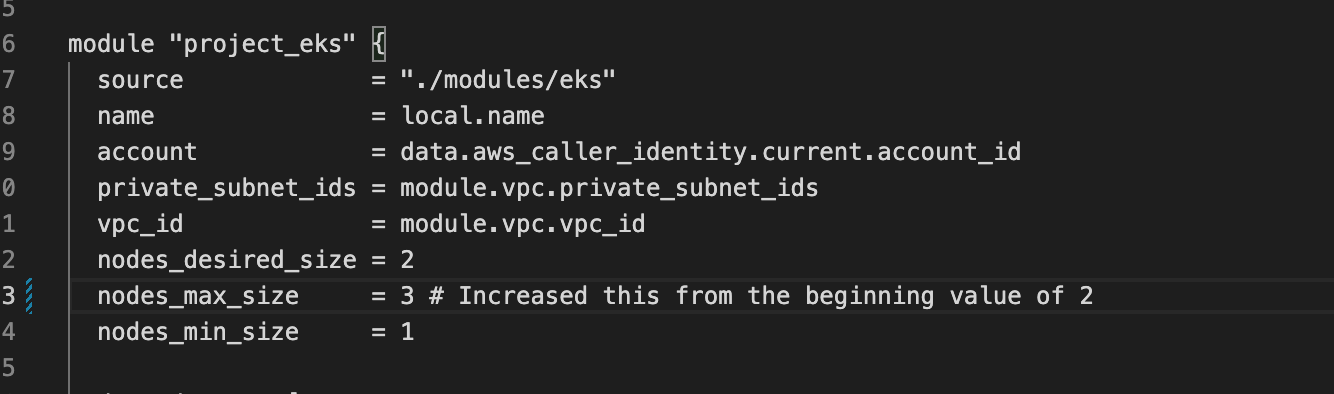 5
6 module "project_eks" {
7 source = "./modules/eks"
8 name = local.name
9 account = data.aws_caller_identity.current.account_id
0 private_subnet_ids = module.vpc.private_subnet_ids
1 vpc_id = module.vpc.vpc_id
2 nodes_desired_size = 2
3 nodes_max_size = 3 # Increased this from the beginning value of 2
4 nodes_min_size = 1
5